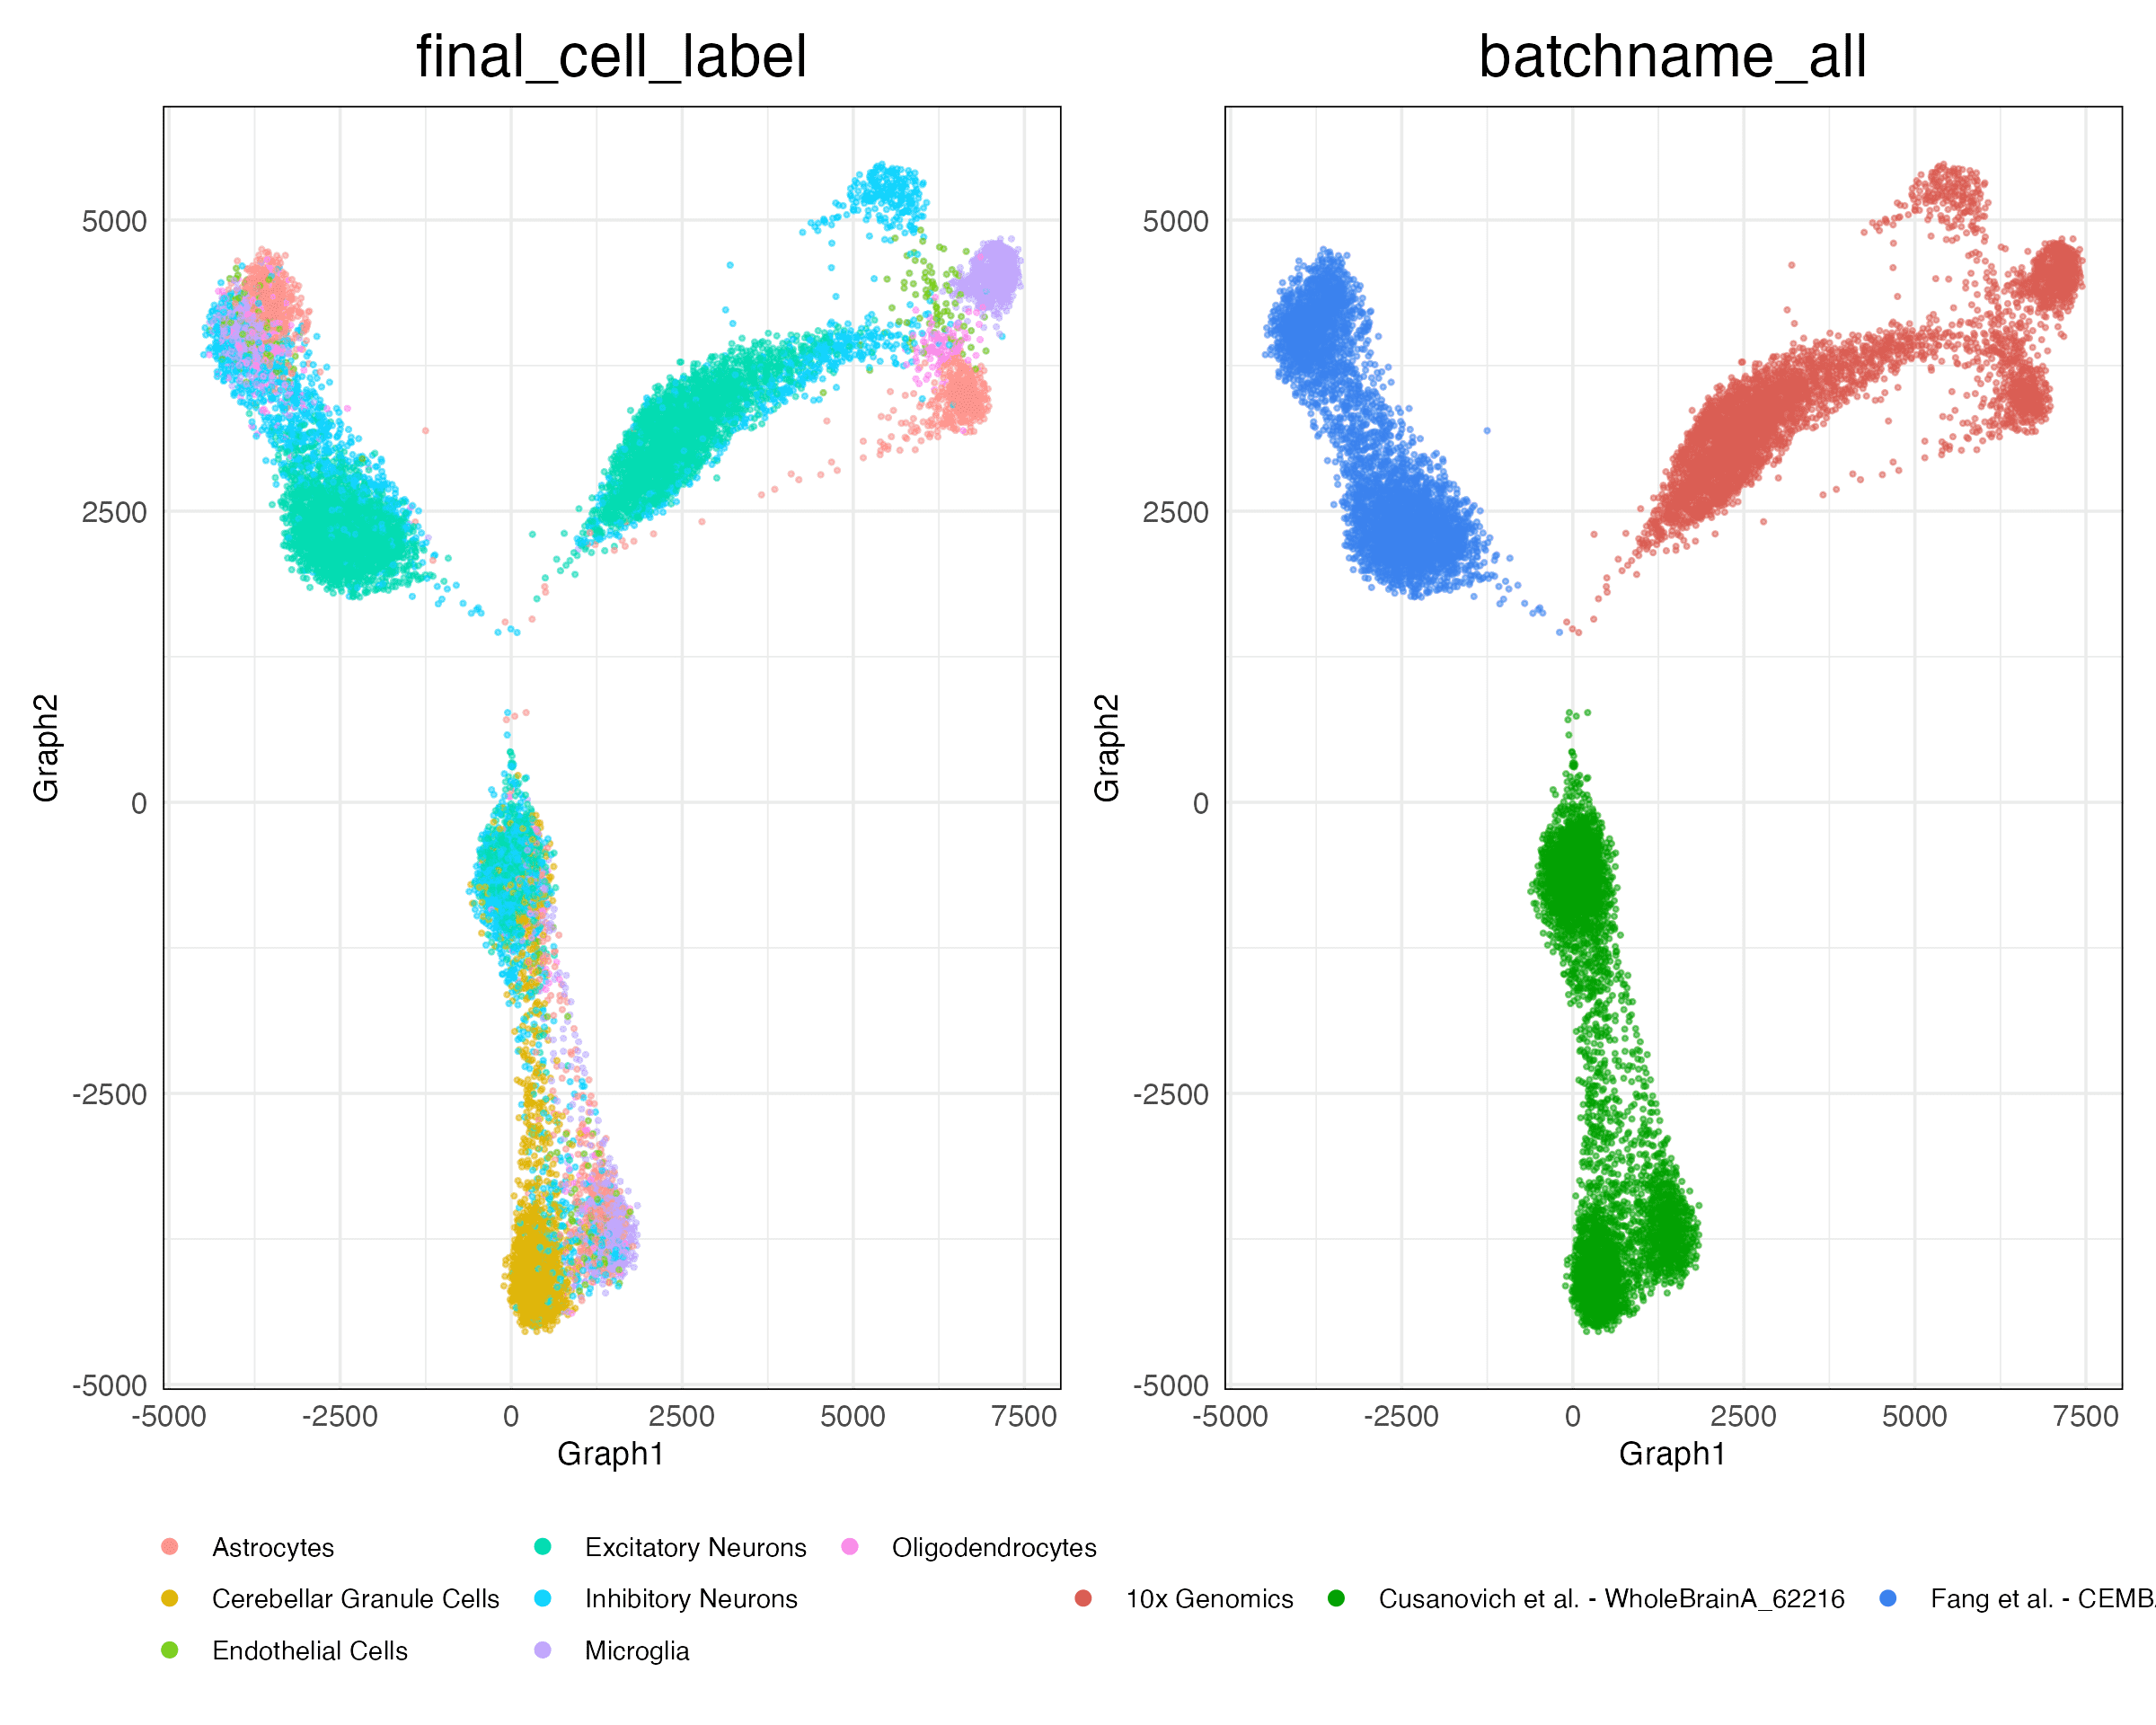 final_cell_label
batchname_all
5000
2500
0
-2500
-5000
Graph2
-5000 -2500 0 2500 5000 7500
Graph1
5000
2500
0
-2500
-5000
Graph2
-5000 -2500 0 2500 5000 7500
Graph1
Astrocytes Excitatory Neurons Oligodendrocytes
Cerebellar Granule Cells Inhibitory Neurons
Endothelial Cells Microglia
10x Genomics Cusanovich et al. - WholeBrainA_62216 Fang et al. - CEMB